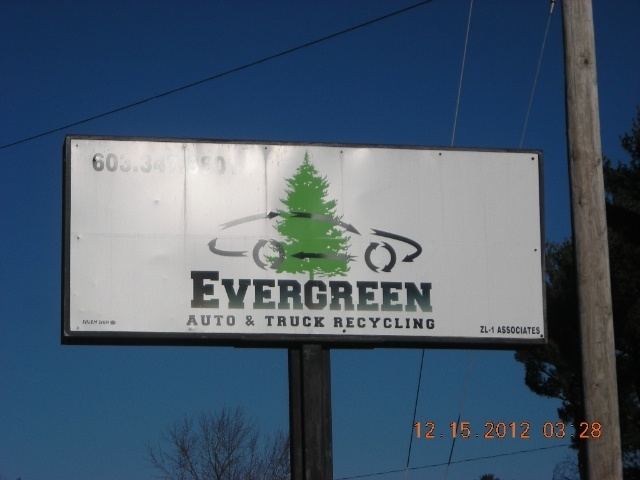 EVERGREEN
AUTO & TRUCK RECYCLING
ZL-1 ASSOCIATES
12.15.2012 03:28